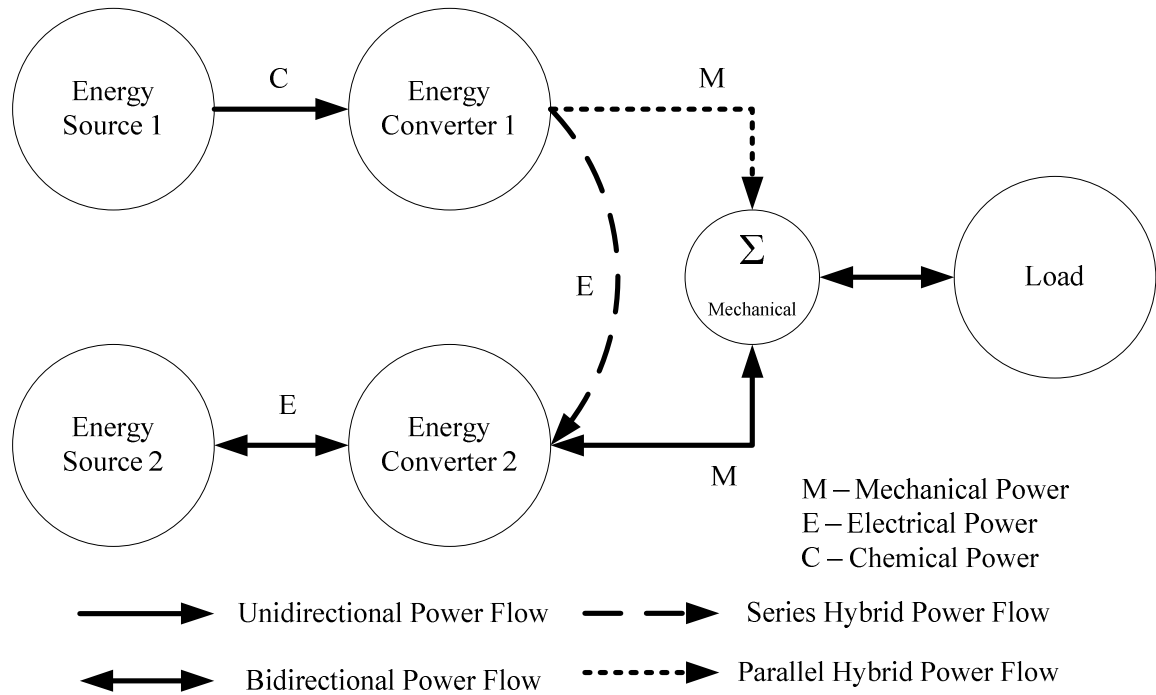 C
M
Energy
Source 1
Energy
Converter 1
Σ
Mechanical
Load
E
E
Energy
Source 2
Energy
Converter 2
M
M – Mechanical Power
E – Electrical Power
C – Chemical Power
Unidirectional Power Flow
Series Hybrid Power Flow
Bidirectional Power Flow
Parallel Hybrid Power Flow